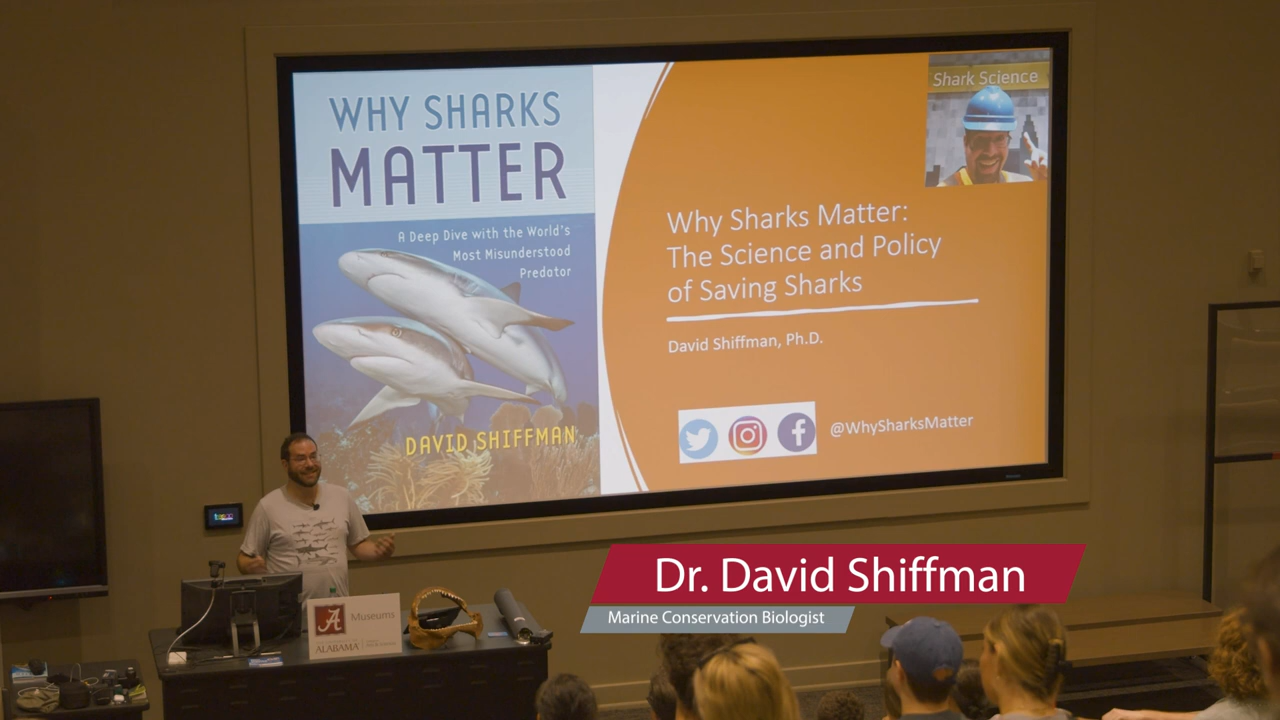 WHY SHARKS
MATTER
A Deep Dive with the World's
Most Misunderstood
Predator
DAVID SHIFFMAN
Shark Science
Why Sharks Matter:
The Science and Policy
of Saving Sharks
David Shiffman, Ph.D.
@WhySharksMatter
A Museums
ALABAMA
Dr. David Shiffman
Marine Conservation Biologist